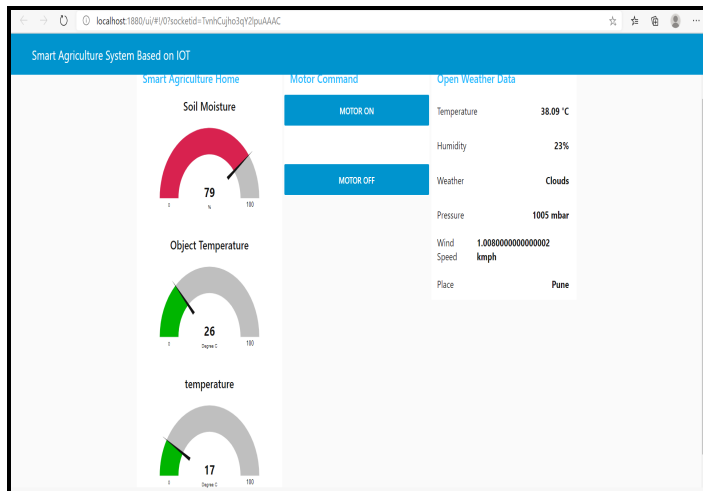 localhost:1880/ui/#!/0?socketid=TvnhCujho3qY2lpuAAAC
Smart Agriculture System Based on IOT
Smart Agriculture Home
Soil Moisture
79
%
0 100
Object Temperature
26
Degree C
0 100
temperature
17
Degree C
0 100
Motor Command
MOTOR ON
MOTOR OFF
Open Weather Data
Temperature 38.09 °C
Humidity 23%
Weather Clouds
Pressure 1005 mbar
Wind 1.0080000000000002
Speed kmph
Place Pune